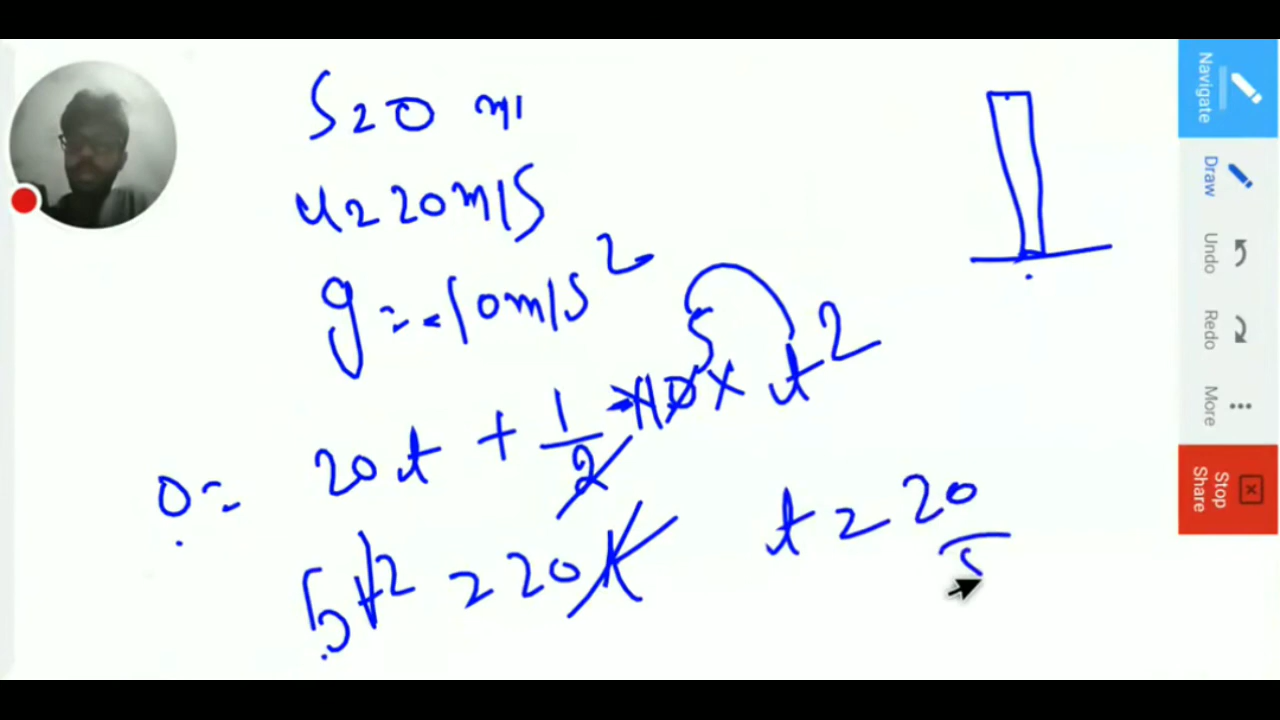 S = 0 m
u = 20 m/s
g = -10 m/s²
0 = 20t + 1/2 × -10 × t²
5
5t² = 20t
t = 20/5
Navigate
Draw
Undo
Redo
More
Stop Share